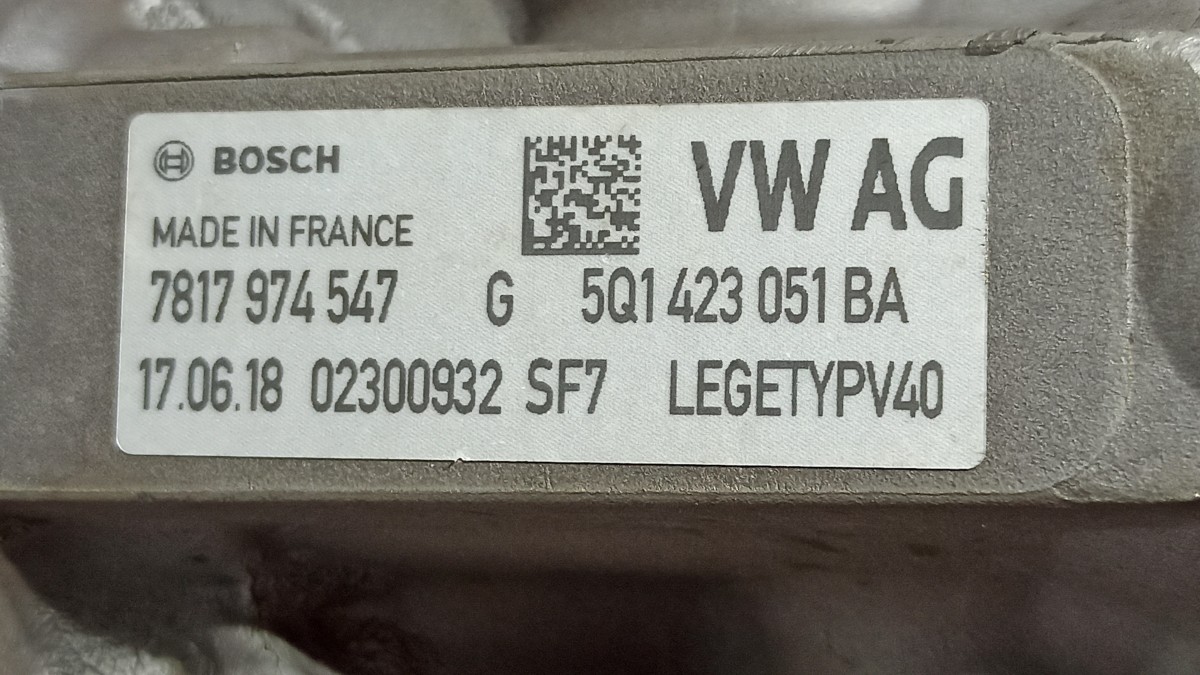 BOSCH
VW AG
MADE IN FRANCE
7817 974 547 G 5Q1 423 051 BA
17.06.18 02300932 SF7 LEGETYPV40